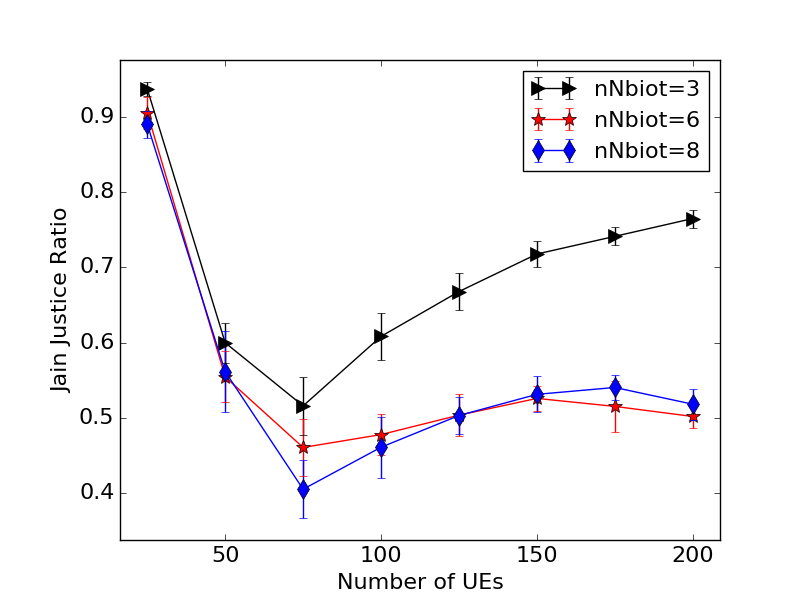 nNbiot=3
nNbiot=6
nNbiot=8
0.9
0.8
0.7
0.6
0.5
0.4
Jain Justice Ratio
50 100 150 200
Number of UEs